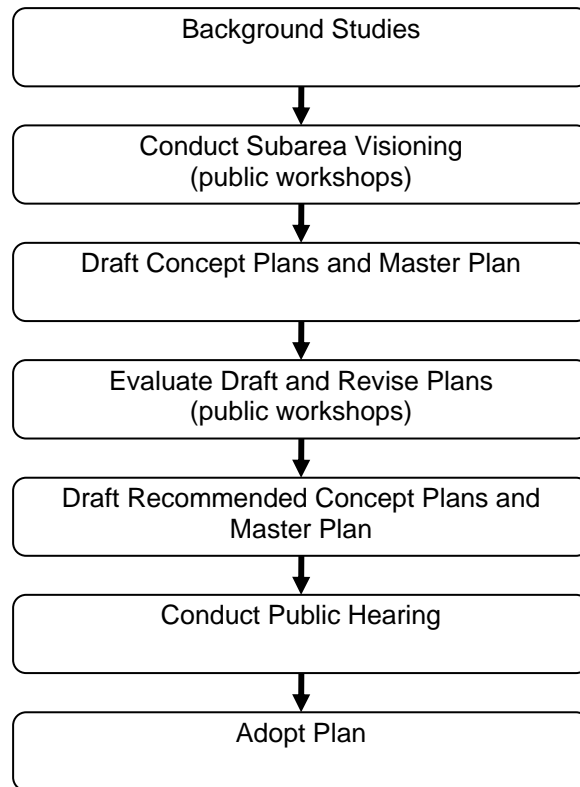 Background Studies
Conduct Subarea Visioning
(public workshops)
Draft Concept Plans and Master Plan
Evaluate Draft and Revise Plans
(public workshops)
Draft Recommended Concept Plans and
Master Plan
Conduct Public Hearing
Adopt Plan